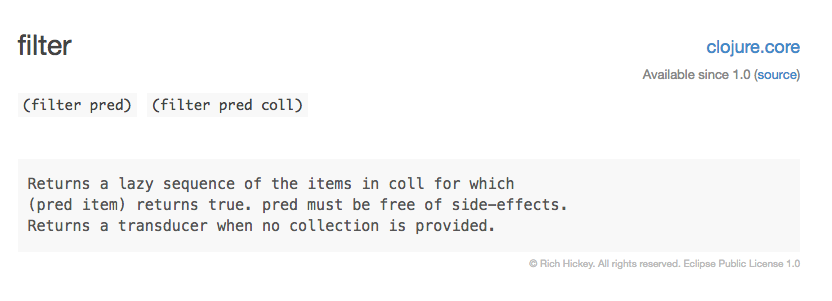 filter
clojure.core
Available since 1.0 (source)
(filter pred) (filter pred coll)
Returns a lazy sequence of the items in coll for which
(pred item) returns true. pred must be free of side-effects.
Returns a transducer when no collection is provided.
© Rich Hickey. All rights reserved. Eclipse Public License 1.0